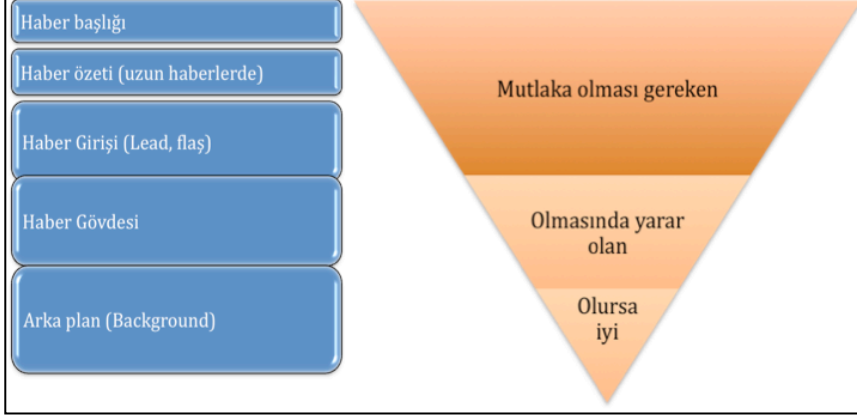 Haber başlığı
Haber özeti (uzun haberlerde)
Haber Girişi (Lead, flaş)
Haber Gövdesi
Arka plan (Background)
Mutlaka olması gereken
Olmasında yarar
olan
Olursa
iyi